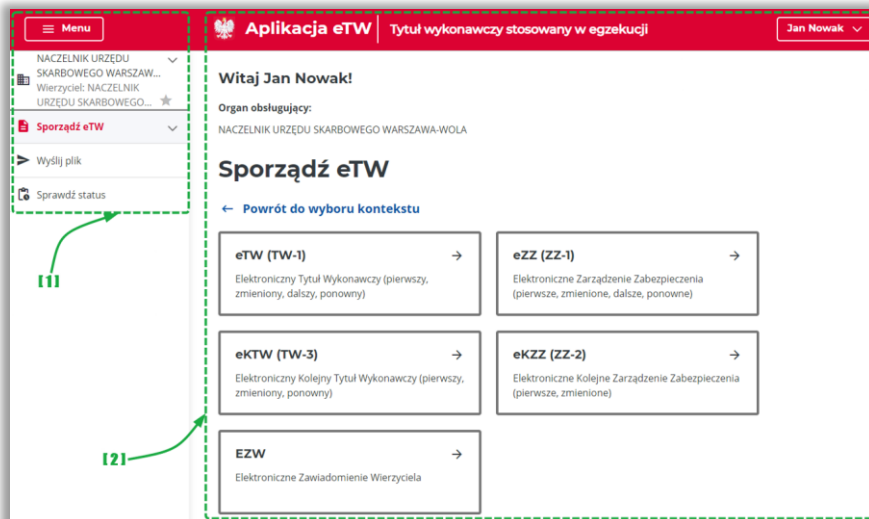 Menu
Aplikacja eTW
Tytuł wykonawczy stosowany w egzekucji
Jan Nowak
NACZELNIK URZĘDU
SKARBOWEGO WARSZAW...
Wierzyciel: NACZELNIK
URZĘDU SKARBOWEGO...
Sporządź eTW
Wyślij plik
Sprawdź status
[1]
Witaj Jan Nowak!
Organ obsługujący:
NACZELNIK URZĘDU SKARBOWEGO WARSZAWA-WOLA
Sporządź eTW
← Powrót do wyboru kontekstu
eTW (TW-1) →
Elektroniczny Tytuł Wykonawczy (pierwszy,
zmieniony, dalszy, ponowny)
eZZ (ZZ-1) →
Elektroniczne Zarządzenie Zabezpieczenia
(pierwsze, zmienione, dalsze, ponowne)
eKTW (TW-3) →
Elektroniczny Kolejny Tytuł Wykonawczy (pierwszy,
zmieniony, ponowny)
eKZZ (ZZ-2) →
Elektroniczne Kolejne Zarządzenie Zabezpieczenia
(pierwsze, zmienione)
[2]
EZW →
Elektroniczne Zawiadomienie Wierzyciela